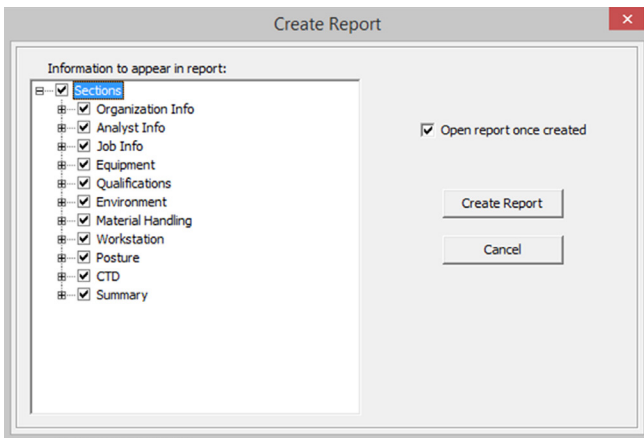 Create Report
Information to appear in report:
Sections
Organization Info
Analyst Info
Job Info
Equipment
Qualifications
Environment
Material Handling
Workstation
Posture
CTD
Summary
Open report once created
Create Report
Cancel